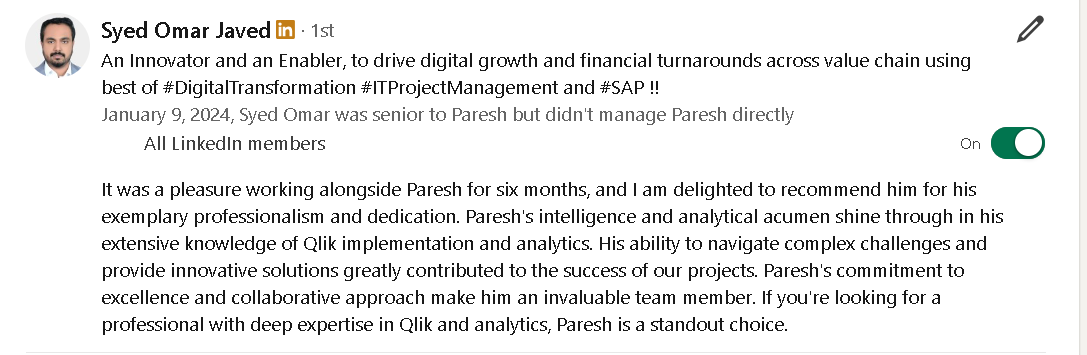 Syed Omar Javed in · 1st
An Innovator and an Enabler, to drive digital growth and financial turnarounds across value chain using
best of #DigitalTransformation #ITProjectManagement and #SAP !!
January 9, 2024, Syed Omar was senior to Paresh but didn't manage Paresh directly
All LinkedIn members
On
It was a pleasure working alongside Paresh for six months, and I am delighted to recommend him for his
exemplary professionalism and dedication. Paresh's intelligence and analytical acumen shine through in his
extensive knowledge of Qlik implementation and analytics. His ability to navigate complex challenges and
provide innovative solutions greatly contributed to the success of our projects. Paresh's commitment to
excellence and collaborative approach make him an invaluable team member. If you're looking for a
professional with deep expertise in Qlik and analytics, Paresh is a standout choice.